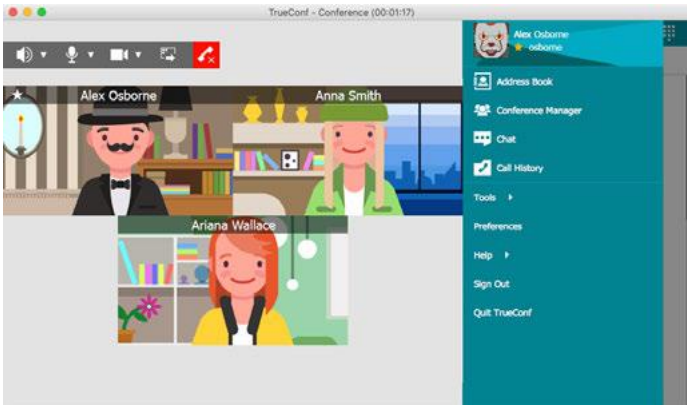 TrueConf - Conference (00:01:17)
Alex Osborne
osborne
Address Book
Conference Manager
Chat
Call History
Tools
Preferences
Help
Sign Out
Quit TrueConf
Alex Osborne
Anna Smith
Ariana Wallace